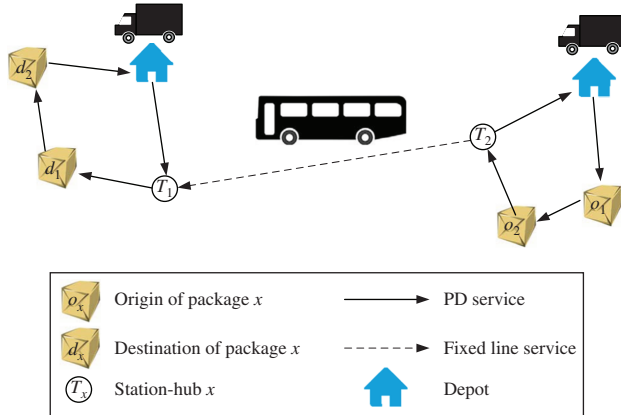 d2
d1
T1
T2
o2
o1
ox Origin of package x
PD service
dx Destination of package x
Fixed line service
Tx Station-hub x
Depot